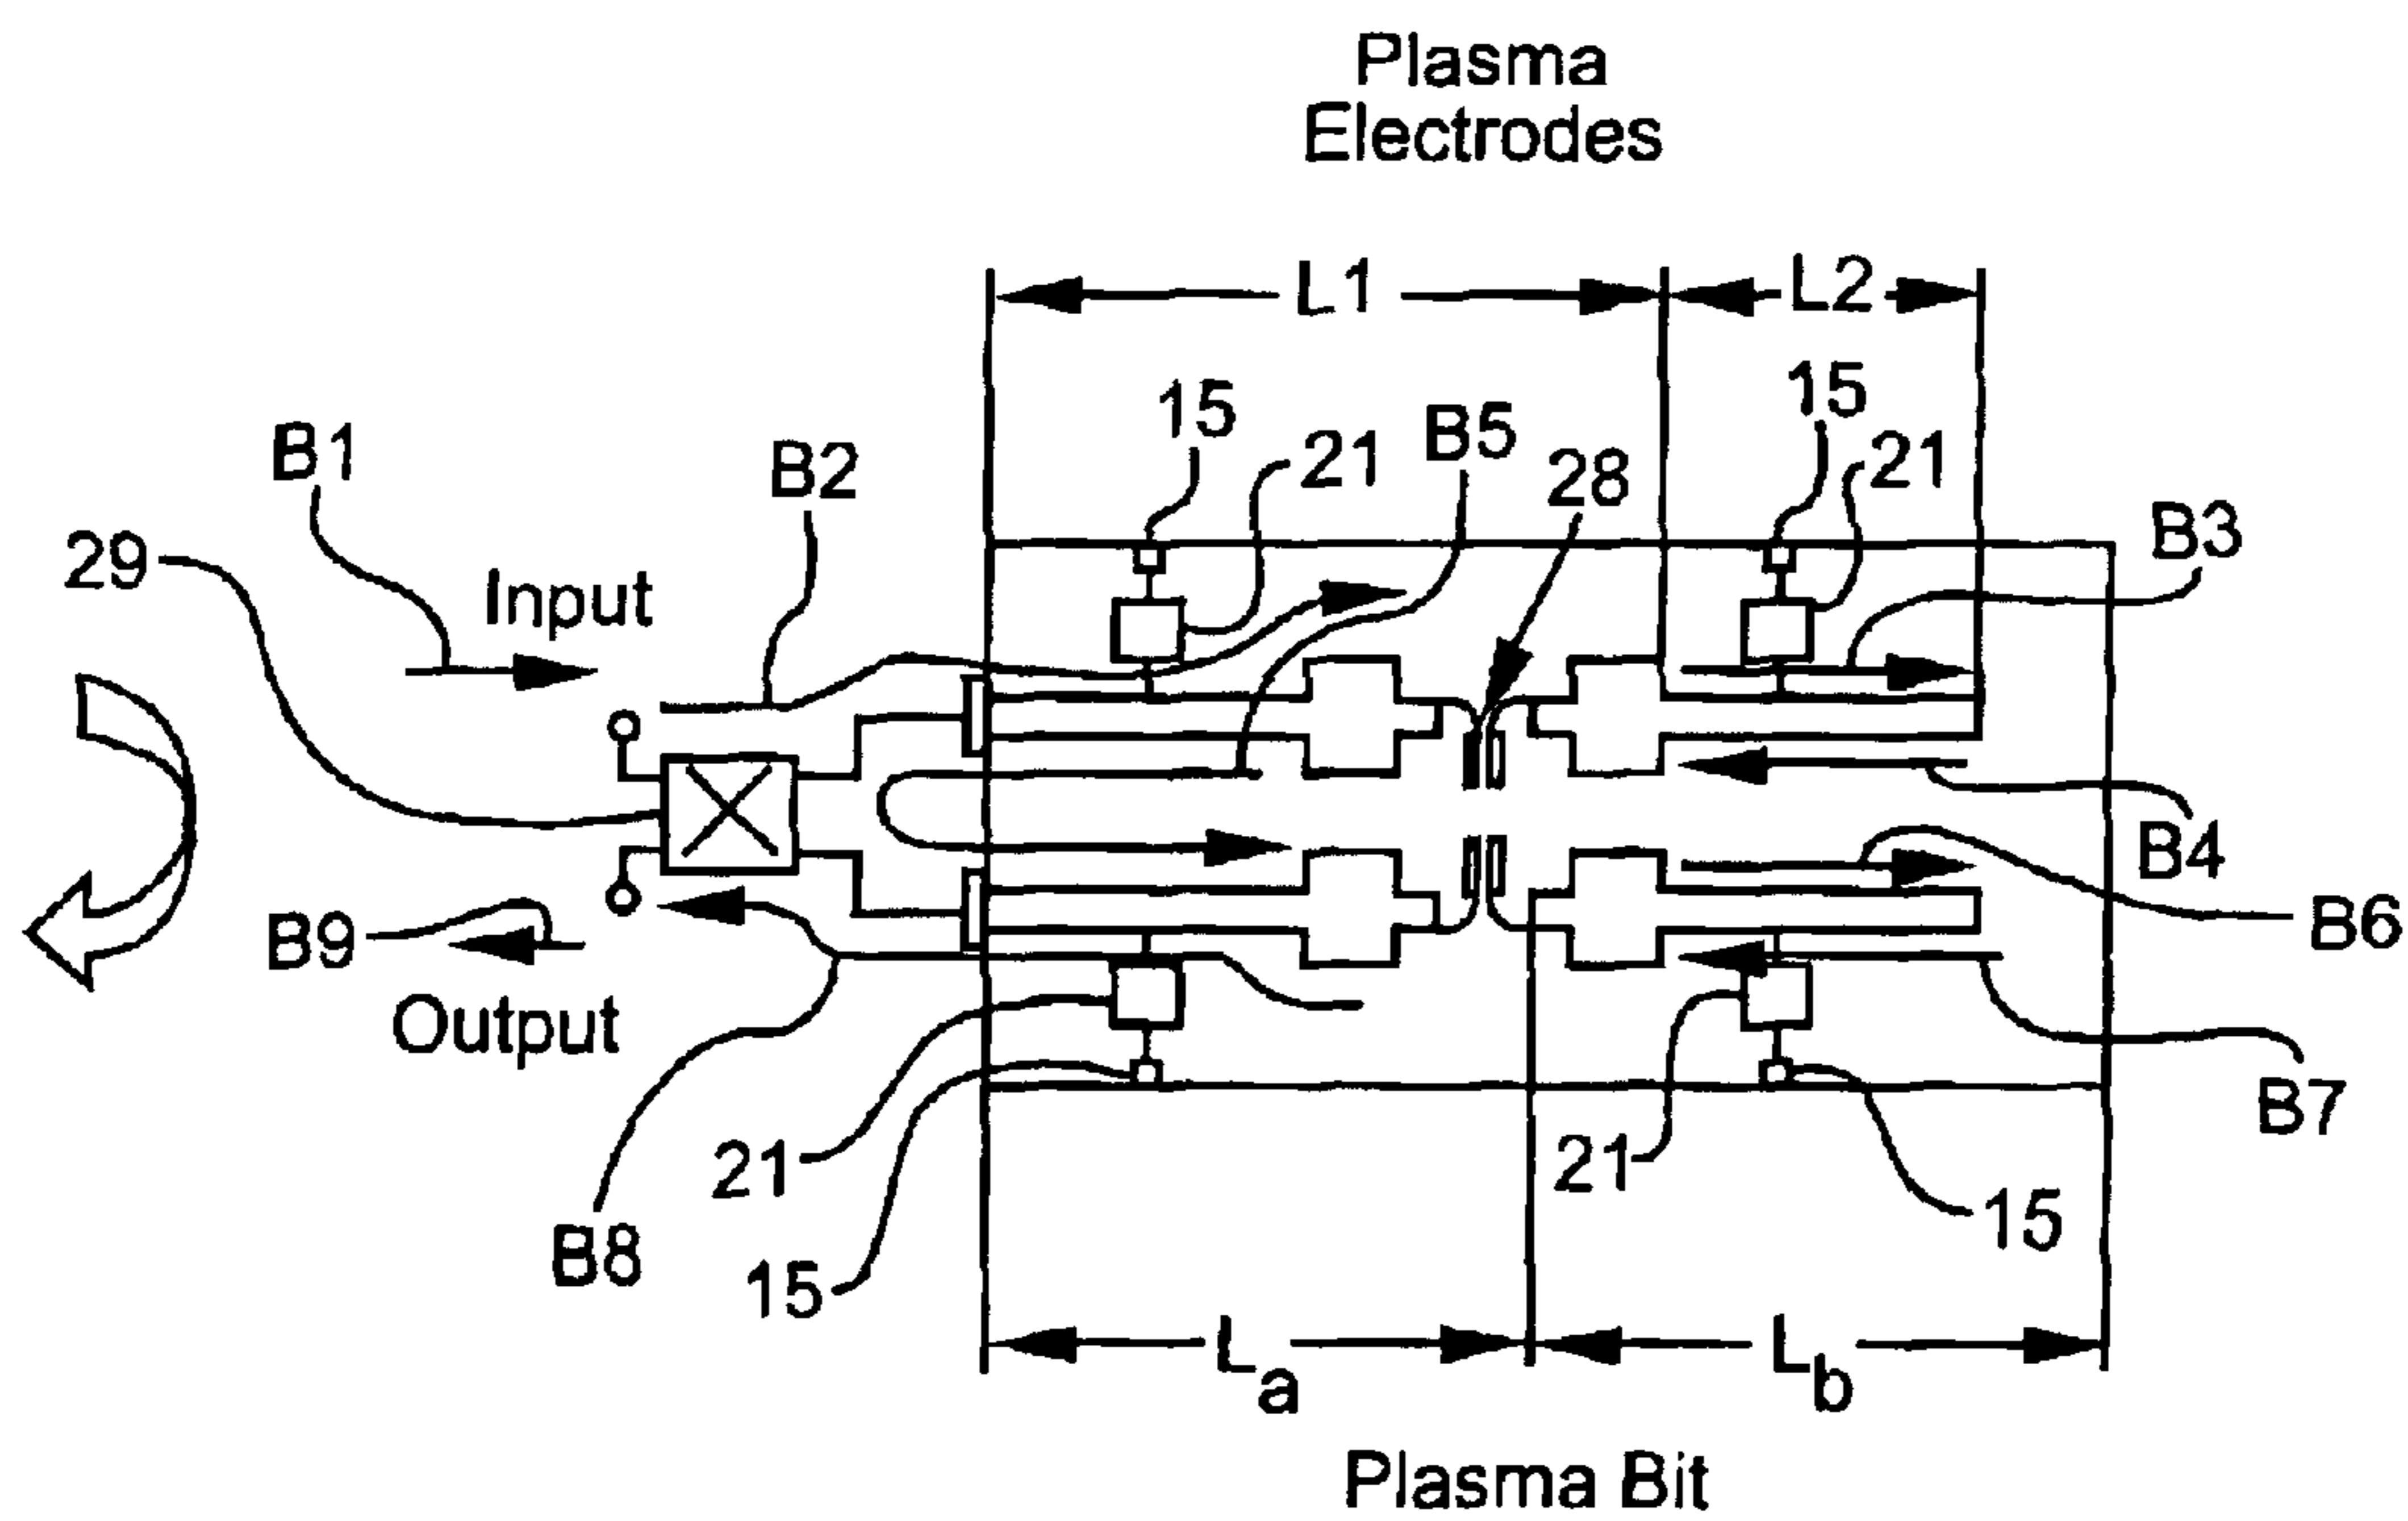 Plasma
Electrodes
L1
L2
15
15
B1
B2
21
B5
28
21
B3
29
Input
B4
B9
B6
Output
B7
21
21
15
B8
15
La
Lb
Plasma Bit